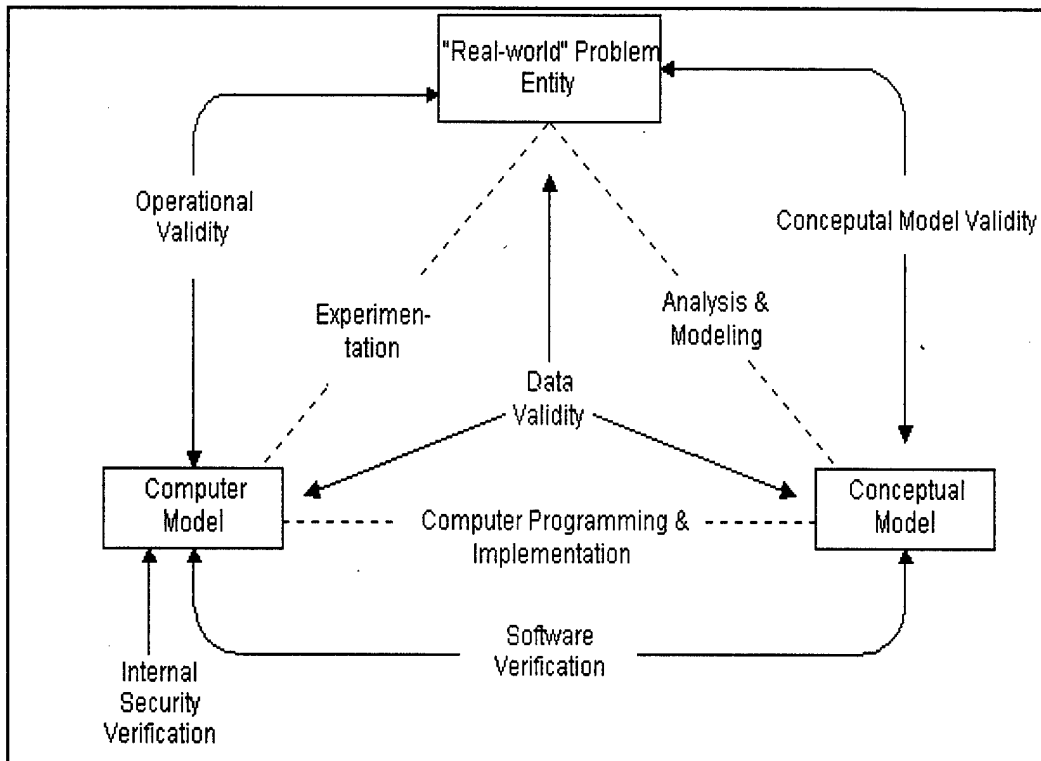 "Real-world" Problem
Entity
Operational
Validity
Conceputal Model Validity
Experimen-
tation
Analysis &
Modeling
Data
Validity
Computer
Model
Conceptual
Model
Computer Programming &
Implementation
Software
Verification
Internal
Security
Verification